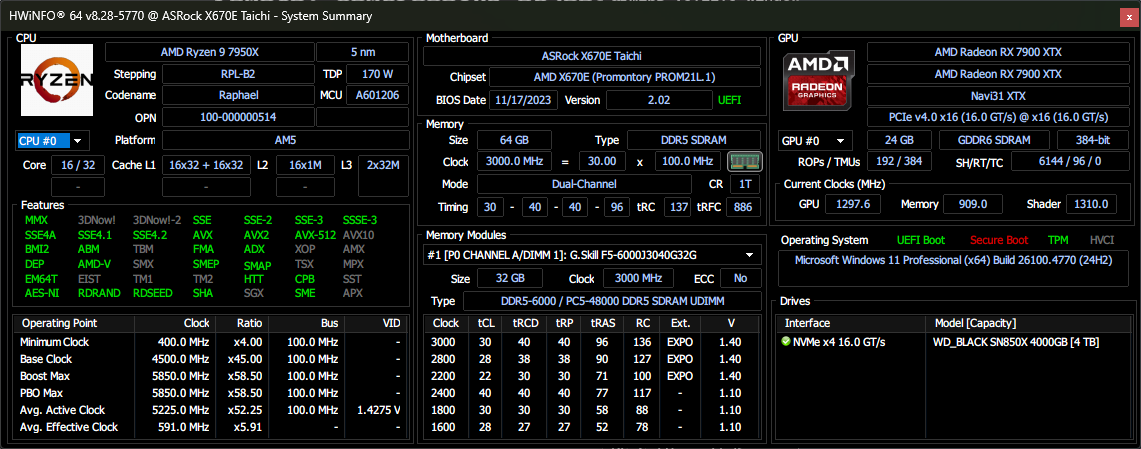 HWiNFO® 64 v8.28-5770 @ ASRock X670E Taichi - System Summary
CPU
RYZEN
AMD Ryzen 9 7950X 5 nm
Stepping RPL-B2 TDP 170 W
Codename Raphael MCU A601206
OPN 100-000000514
CPU #0 Platform AM5
Core 16 / 32 Cache L1 16x32 + 16x32 L2 16x1M L3 2x32M
- - - -
Features
MMX 3DNow! 3DNow!-2 SSE SSE-2 SSE-3 SSSE-3
SSE4A SSE4.1 SSE4.2 AVX AVX2 AVX-512 AVX10
BMI2 ABM TBM FMA ADX XOP AMX
DEP AMD-V SMX SMEP SMAP TSX MPX
EM64T EIST TM1 TM2 HTT CPB SST
AES-NI RDRAND RDSEED SHA SGX SME APX
Operating Point Clock Ratio Bus VID
Minimum Clock 400.0 MHz x4.00 100.0 MHz -
Base Clock 4500.0 MHz x45.00 100.0 MHz -
Boost Max 5850.0 MHz x58.50 100.0 MHz -
PBO Max 5850.0 MHz x58.50 100.0 MHz -
Avg. Active Clock 5225.0 MHz x52.25 100.0 MHz 1.4275 V
Avg. Effective Clock 591.0 MHz x5.91 - -
Motherboard
ASRock X670E Taichi
Chipset AMD X670E (Promontory PROM21L.1)
BIOS Date 11/17/2023 Version 2.02 UEFI
Memory
Size 64 GB Type DDR5 SDRAM
Clock 3000.0 MHz = 30.00 x 100.0 MHz
Mode Dual-Channel CR 1T
Timing 30 - 40 - 40 - 96 tRC 137 tRFC 886
Memory Modules
#1 [P0 CHANNEL A/DIMM 1]: G.Skill F5-6000J3040G32G
Size 32 GB Clock 3000 MHz ECC No
Type DDR5-6000 / PC5-48000 DDR5 SDRAM UDIMM
Clock tCL tRCD tRP tRAS RC Ext. V
3000 30 40 40 96 136 EXPO 1.40
2800 28 38 38 90 127 EXPO 1.40
2200 22 30 30 71 100 EXPO 1.40
2400 40 40 40 77 117 - 1.10
1800 30 30 30 58 88 - 1.10
1600 28 27 27 52 78 - 1.10
GPU
AMD
RADEON
GRAPHICS
AMD Radeon RX 7900 XTX
AMD Radeon RX 7900 XTX
Navi31 XTX
PCIe v4.0 x16 (16.0 GT/s) @ x16 (16.0 GT/s)
GPU #0 24 GB GDDR6 SDRAM 384-bit
ROPs / TMUs 192 / 384 SH/RT/TC 6144 / 96 / 0
Current Clocks (MHz)
GPU 1297.6 Memory 909.0 Shader 1310.0
Operating System UEFI Boot Secure Boot TPM HVCI
Microsoft Windows 11 Professional (x64) Build 26100.4770 (24H2)
Drives
Interface Model [Capacity]
NVMe x4 16.0 GT/s WD_BLACK SN850X 4000GB [4 TB]